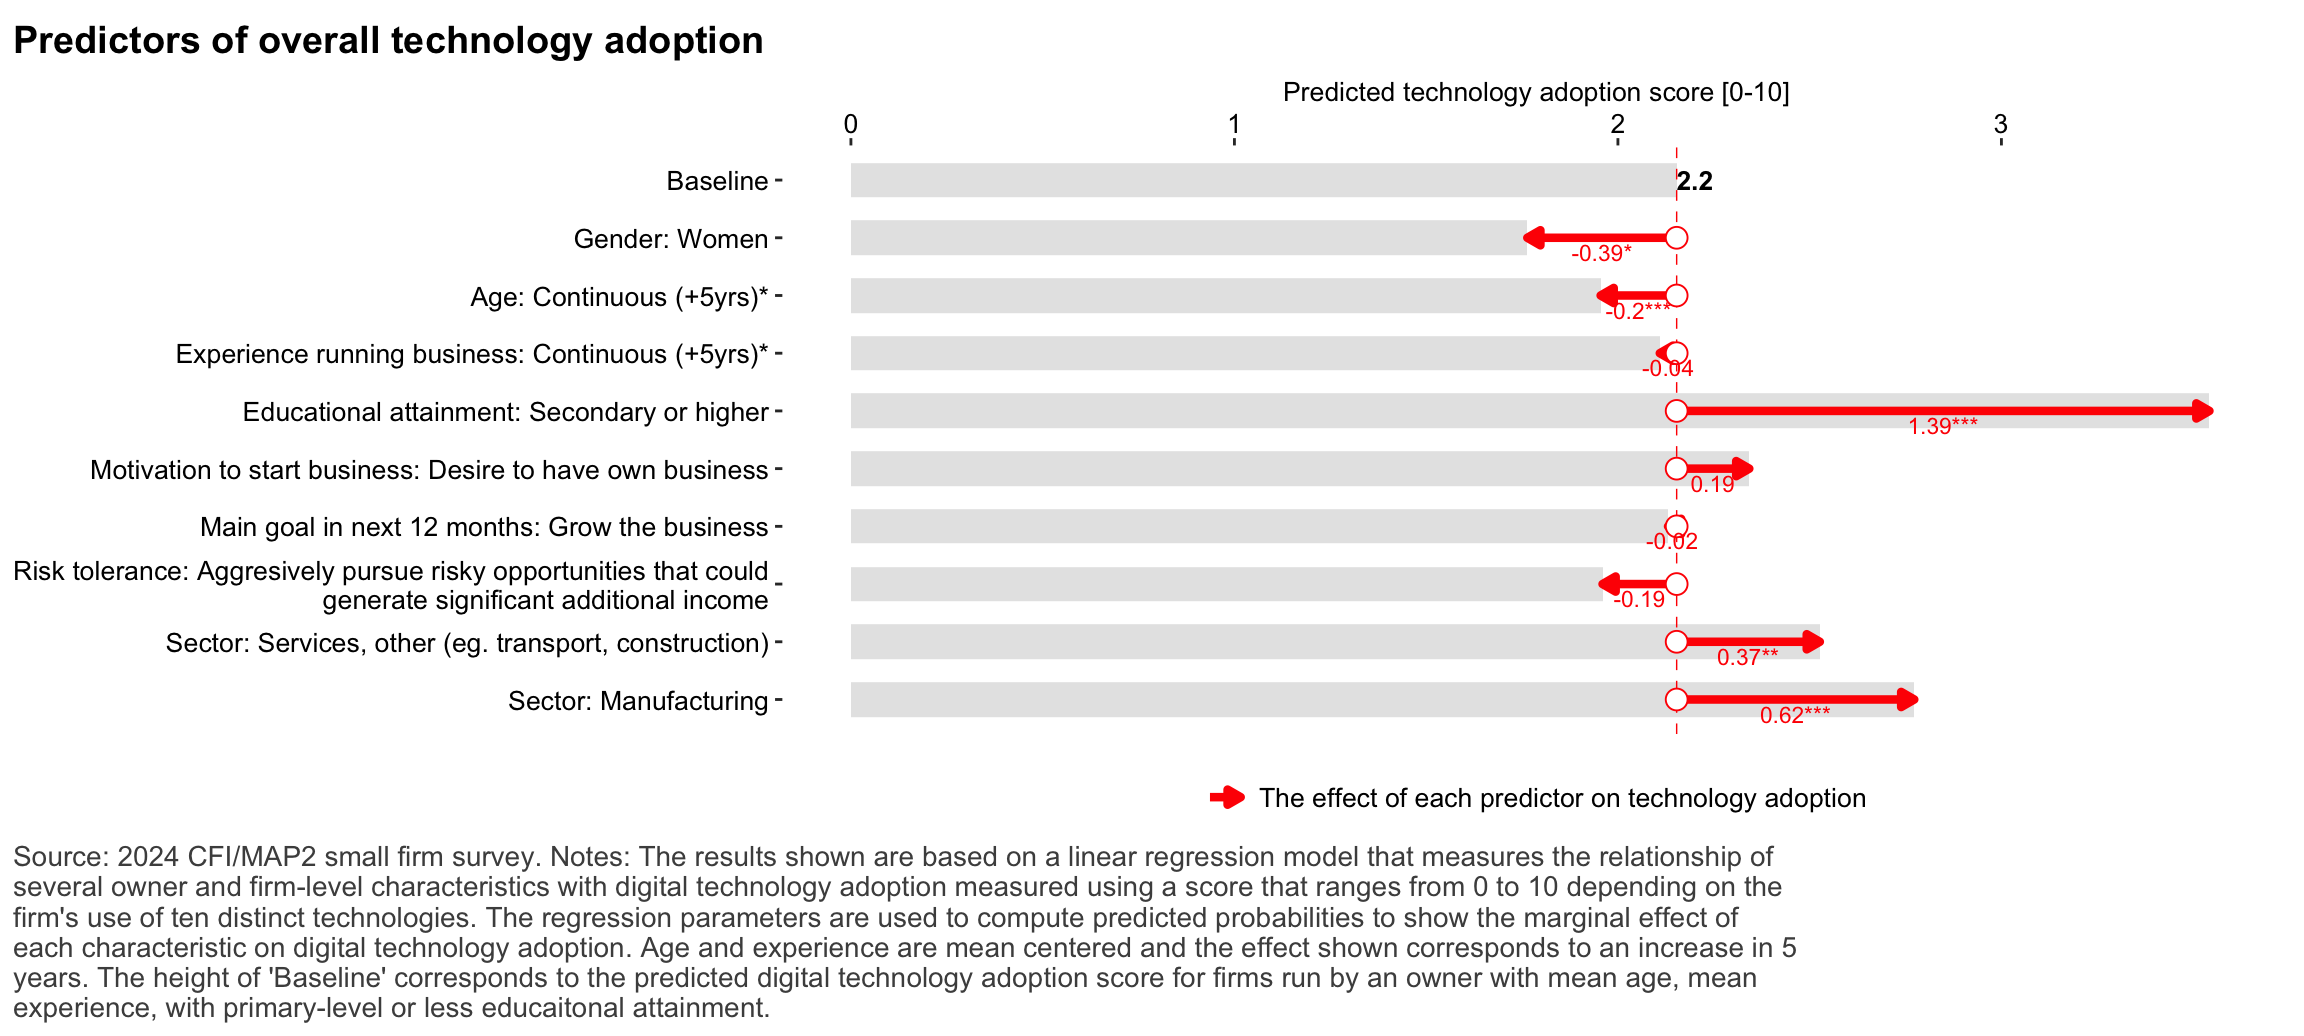 Predictors of overall technology adoption
Predicted technology adoption score [0-10]
0 1 2 3
Baseline 2.2
Gender: Women -0.39*
Age: Continuous (+5yrs)* -0.2***
Experience running business: Continuous (+5yrs)* -0.04
Educational attainment: Secondary or higher 1.39***
Motivation to start business: Desire to have own business 0.19
Main goal in next 12 months: Grow the business -0.02
Risk tolerance: Aggresively pursue risky opportunities that could
generate significant additional income -0.19
Sector: Services, other (eg. transport, construction) 0.37**
Sector: Manufacturing 0.62***
The effect of each predictor on technology adoption
Source: 2024 CFI/MAP2 small firm survey. Notes: The results shown are based on a linear regression model that measures the relationship of
several owner and firm-level characteristics with digital technology adoption measured using a score that ranges from 0 to 10 depending on the
firm's use of ten distinct technologies. The regression parameters are used to compute predicted probabilities to show the marginal effect of
each characteristic on digital technology adoption. Age and experience are mean centered and the effect shown corresponds to an increase in 5
years. The height of 'Baseline' corresponds to the predicted digital technology adoption score for firms run by an owner with mean age, mean
experience, with primary-level or less educaitonal attainment.